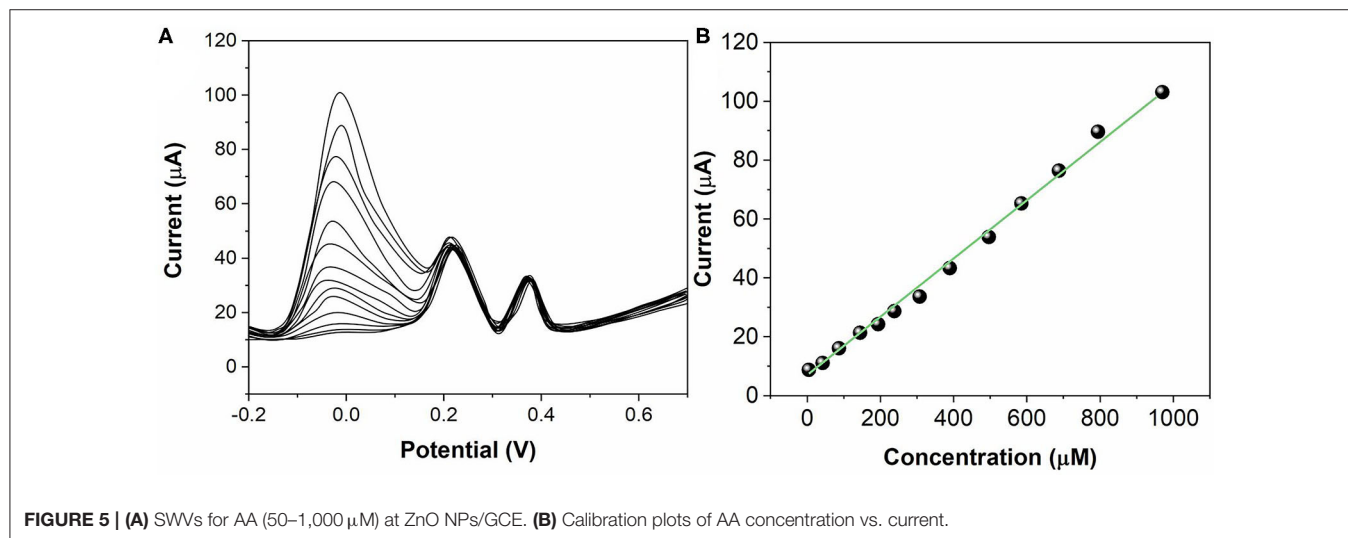 A
Current (μA)
120
100
80
60
40
20
0
-0.2 0.0 0.2 0.4 0.6
Potential (V)
B
Current (μA)
120
100
80
60
40
20
0
0 200 400 600 800 1000
Concentration (μM)
FIGURE 5 | (A) SWVs for AA (50–1,000 μM) at ZnO NPs/GCE. (B) Calibration plots of AA concentration vs. current.